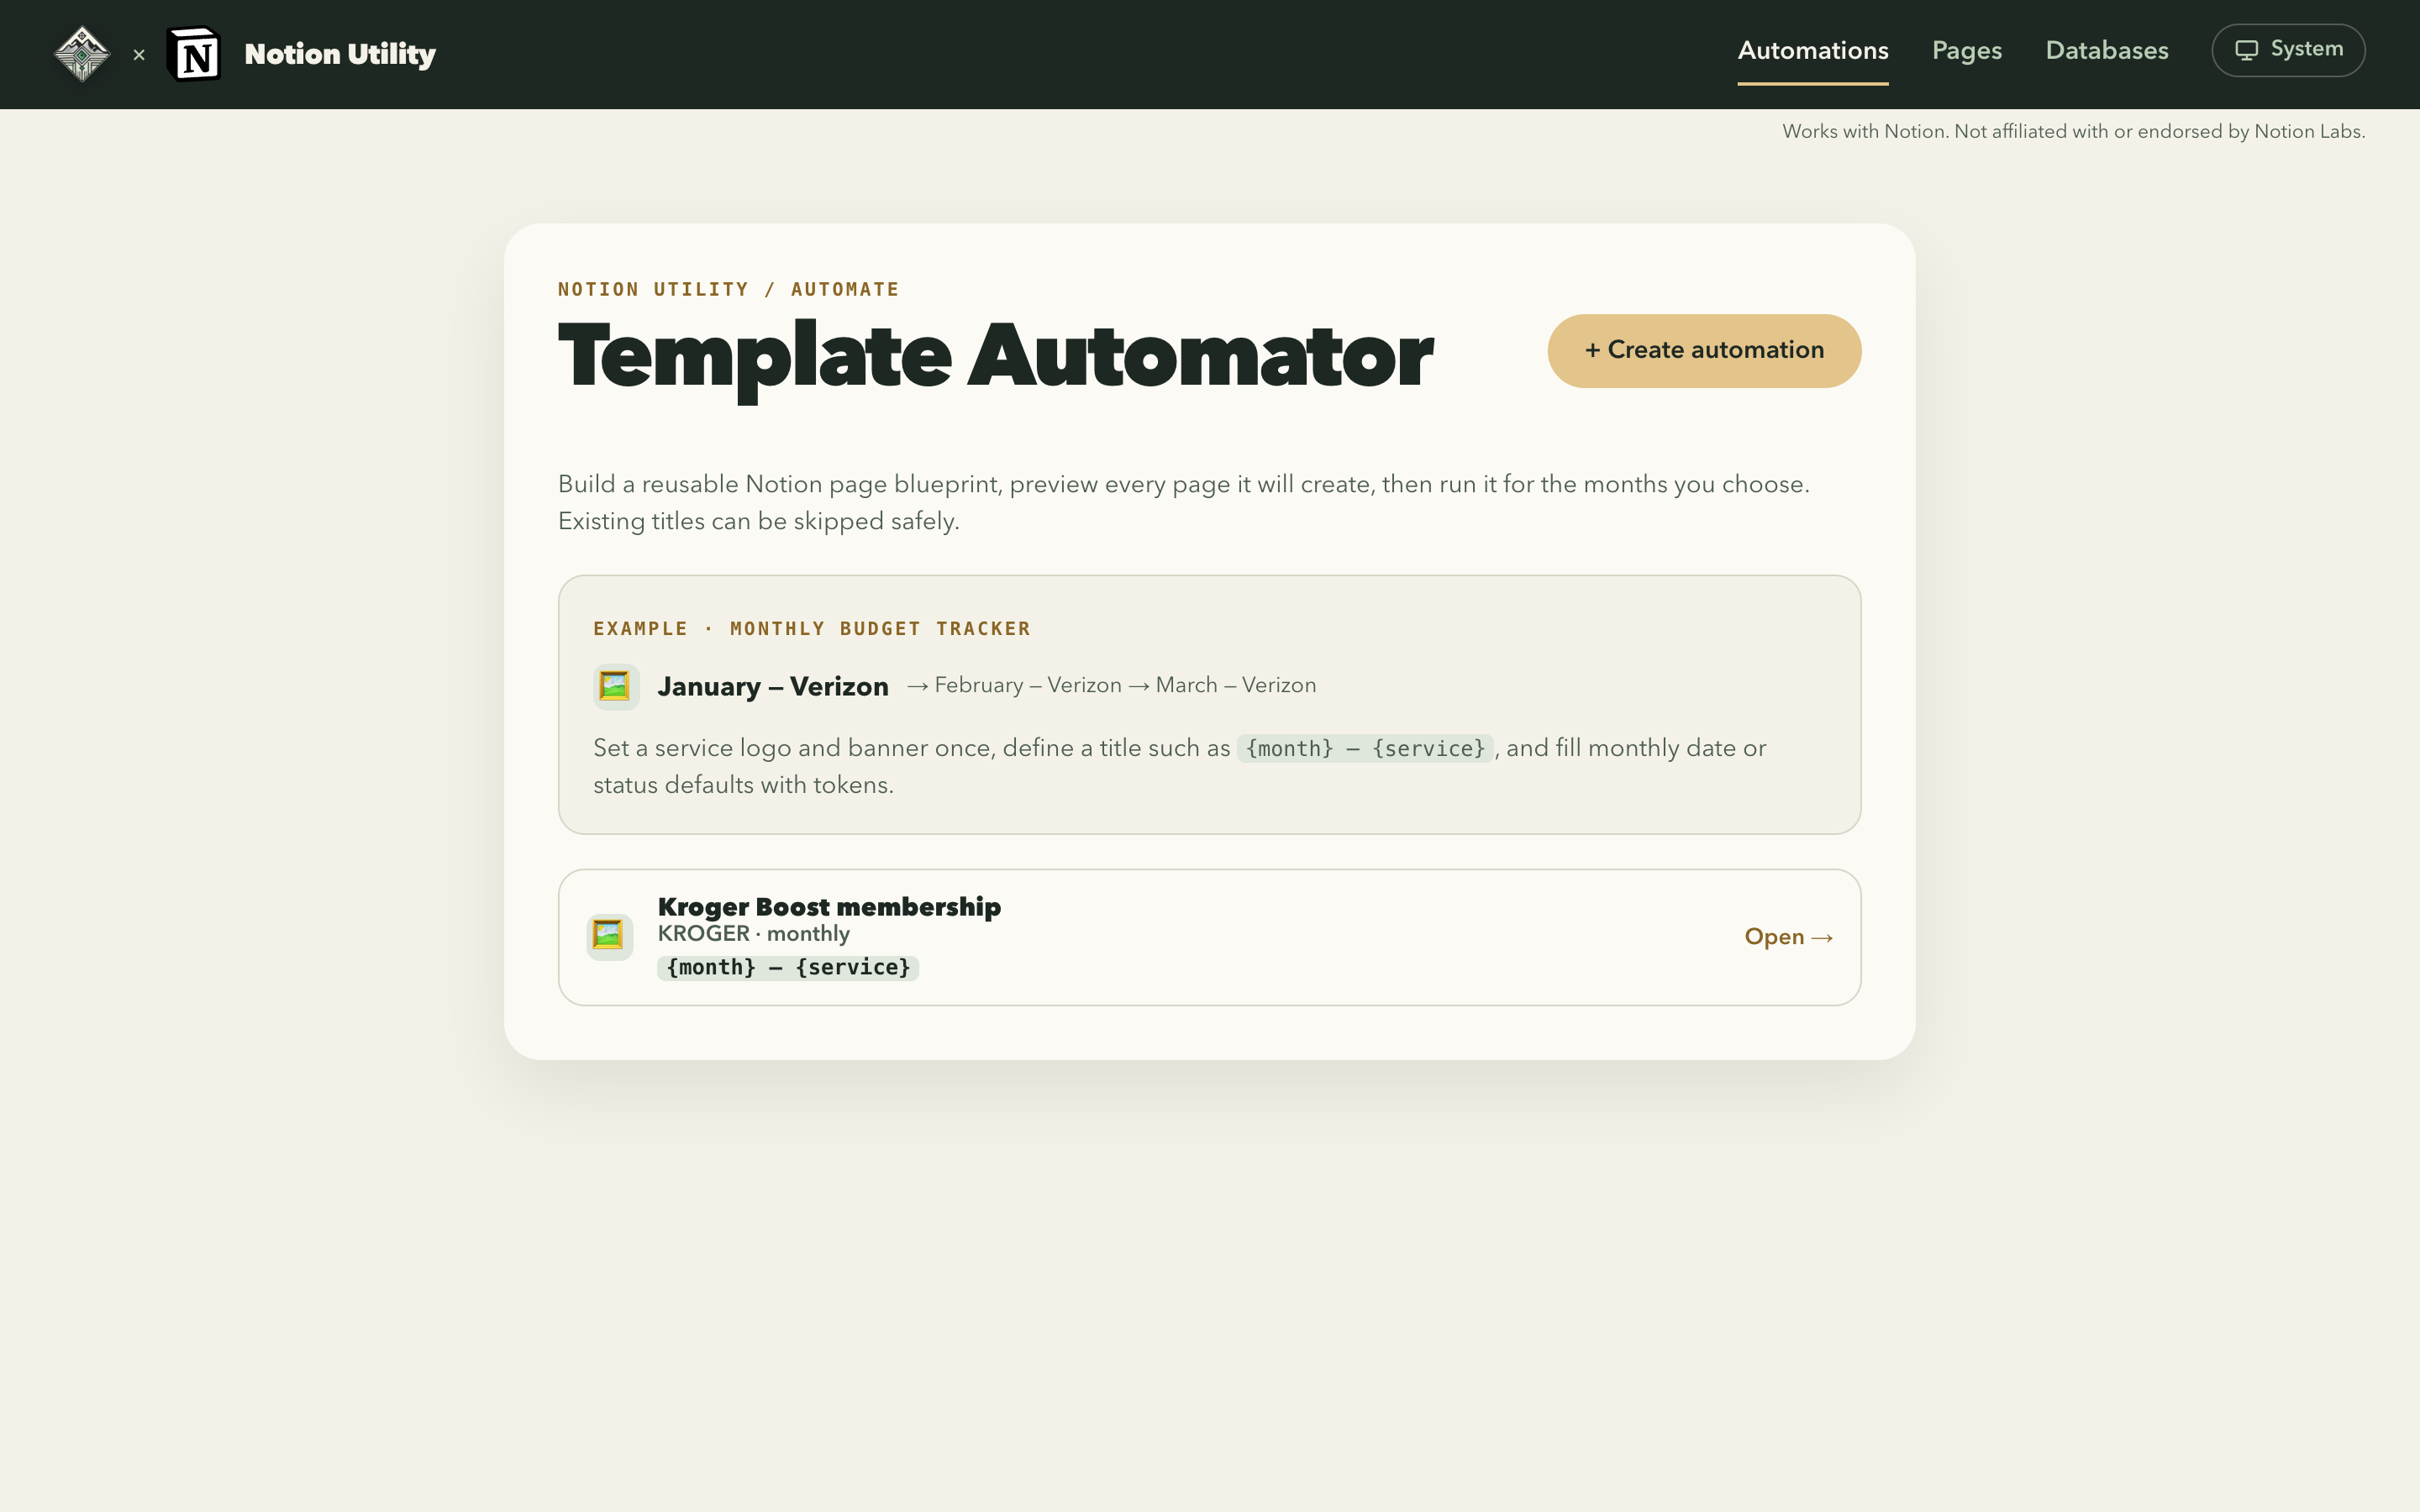 × N Notion Utility
Automations Pages Databases System
Works with Notion. Not affiliated with or endorsed by Notion Labs.
NOTION UTILITY / AUTOMATE
Template Automator
+ Create automation
Build a reusable Notion page blueprint, preview every page it will create, then run it for the months you choose.
Existing titles can be skipped safely.
EXAMPLE · MONTHLY BUDGET TRACKER
January — Verizon → February — Verizon → March — Verizon
Set a service logo and banner once, define a title such as {month} — {service}, and fill monthly date or
status defaults with tokens.
Kroger Boost membership
KROGER · monthly
{month} — {service}
Open →